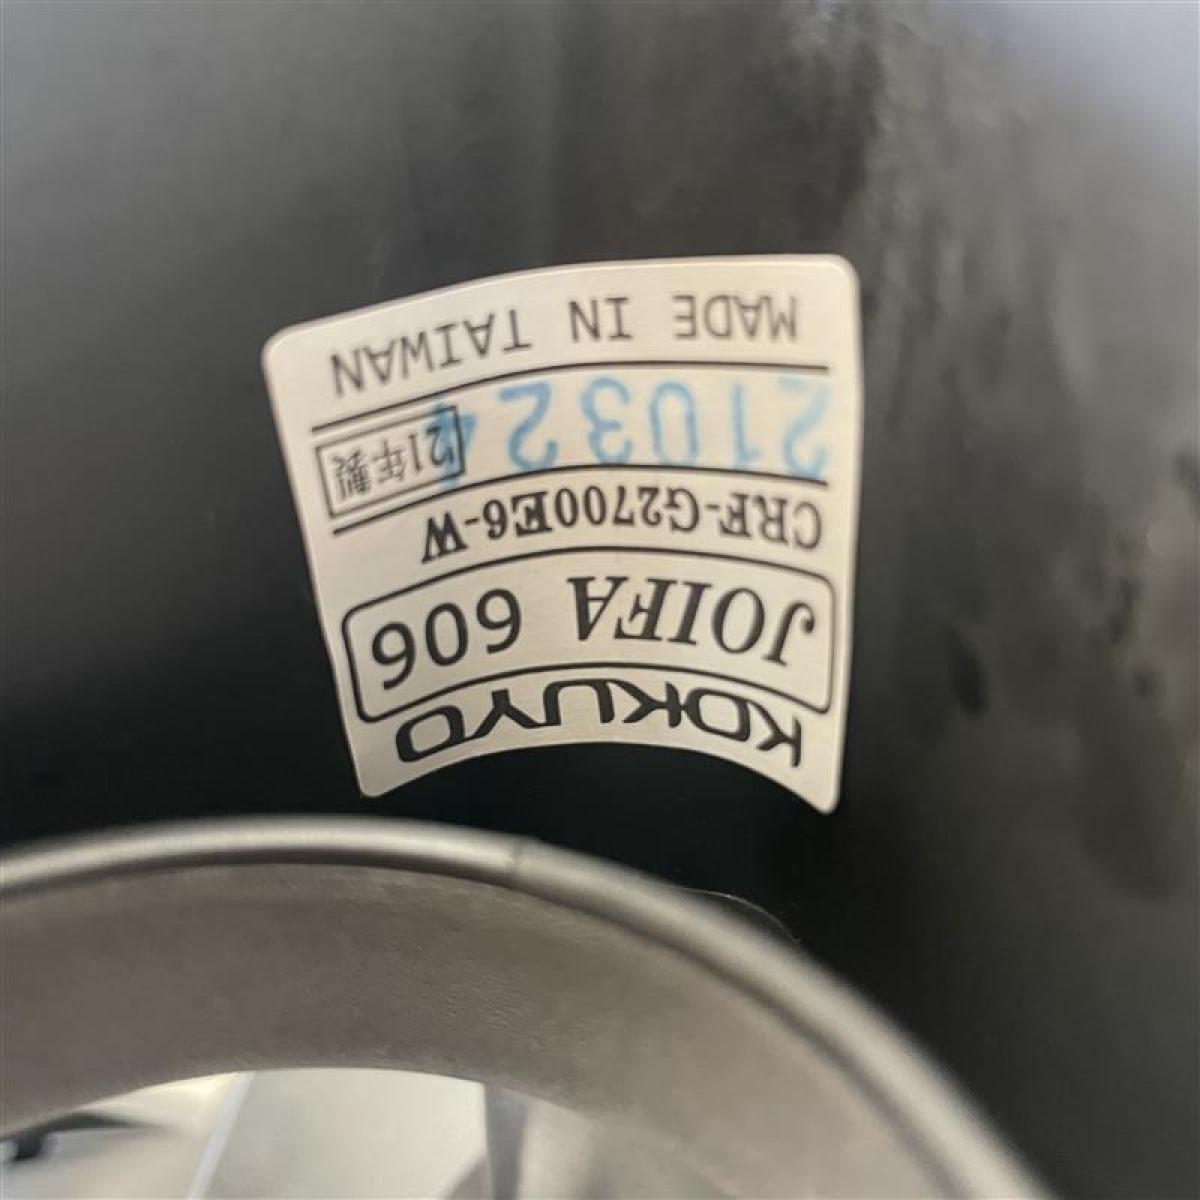 KOKUYO
JOIFA 606
CRF-G2700E6-W
210324
'21年製
MADE IN TAIWAN